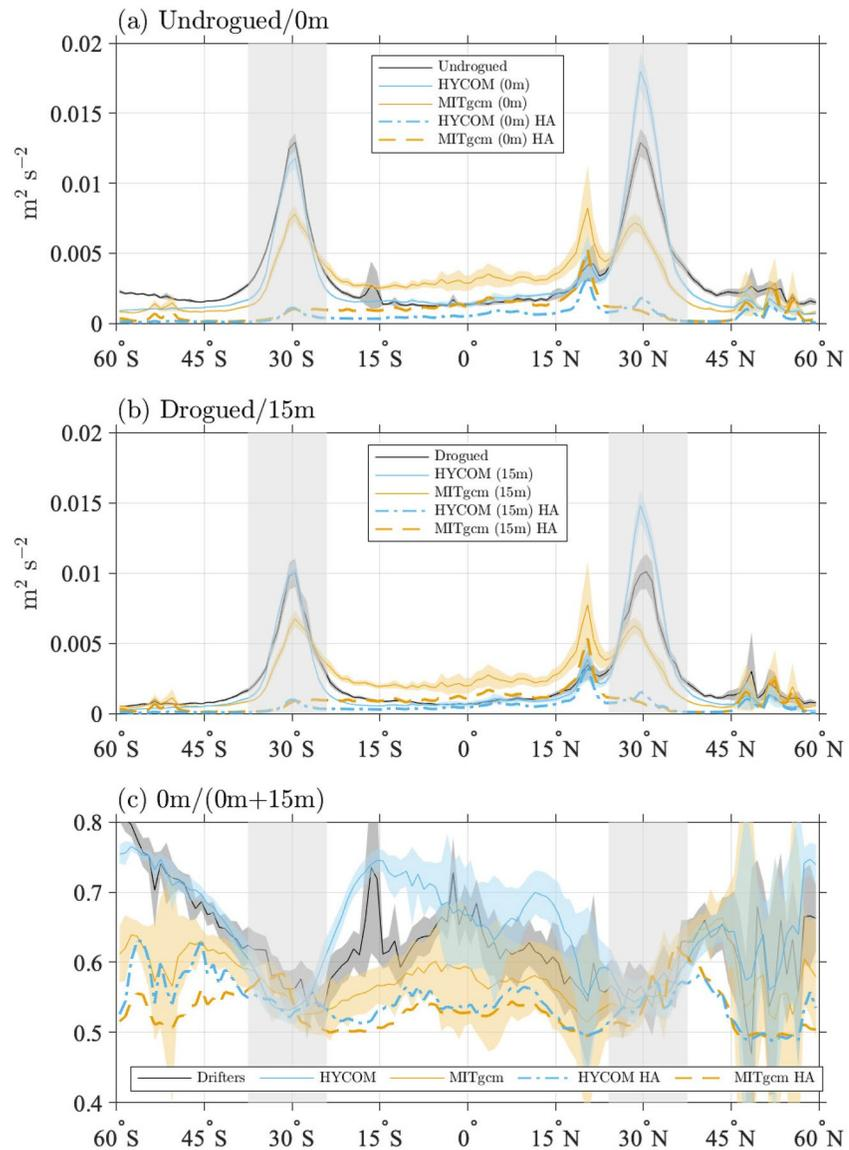 (a) Undrogued/0m
0.02
0.015
0.01
0.005
0
m² s⁻²
Undrogued
HYCOM (0m)
MITgcm (0m)
HYCOM (0m) HA
MITgcm (0m) HA
60°S 45°S 30°S 15°S 0° 15°N 30°N 45°N 60°N
(b) Drogued/15m
0.02
0.015
0.01
0.005
0
m² s⁻²
Drogued
HYCOM (15m)
MITgcm (15m)
HYCOM (15m) HA
MITgcm (15m) HA
60°S 45°S 30°S 15°S 0° 15°N 30°N 45°N 60°N
(c) 0m/(0m+15m)
0.8
0.7
0.6
0.5
0.4
Drifters HYCOM MITgcm HYCOM HA MITgcm HA
60°S 45°S 30°S 15°S 0° 15°N 30°N 45°N 60°N